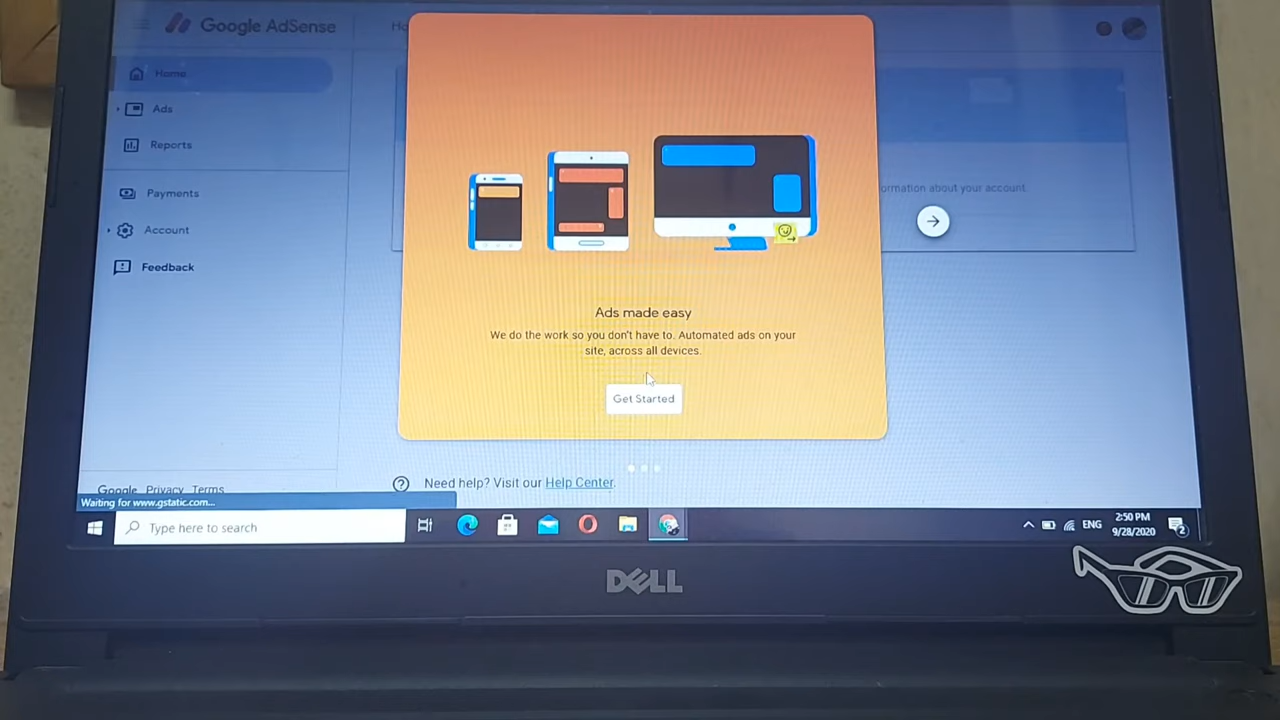 Google AdSense
Ho
Home
Ads
Reports
Payments
Account
Feedback
ormation about your account.
Ads made easy
We do the work so you don't have to. Automated ads on your
site, across all devices.
Get Started
Need help? Visit our Help Center.
Google Privacy Terms
Waiting for www.gstatic.com...
Type here to search
ENG
2:50 PM
9/28/2020
2
DELL